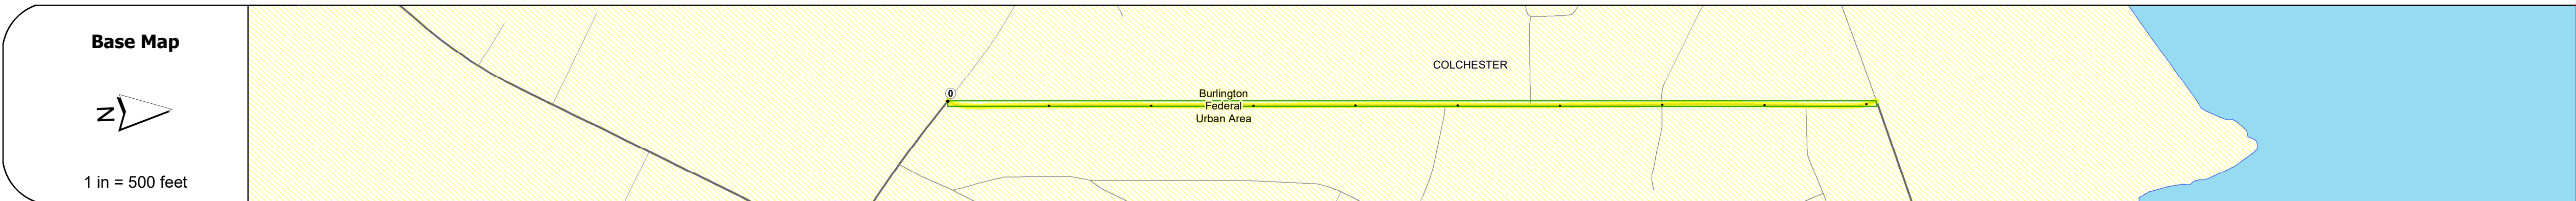 Base Map
N
1 in = 500 feet
0
COLCHESTER
Burlington
Federal
Urban Area